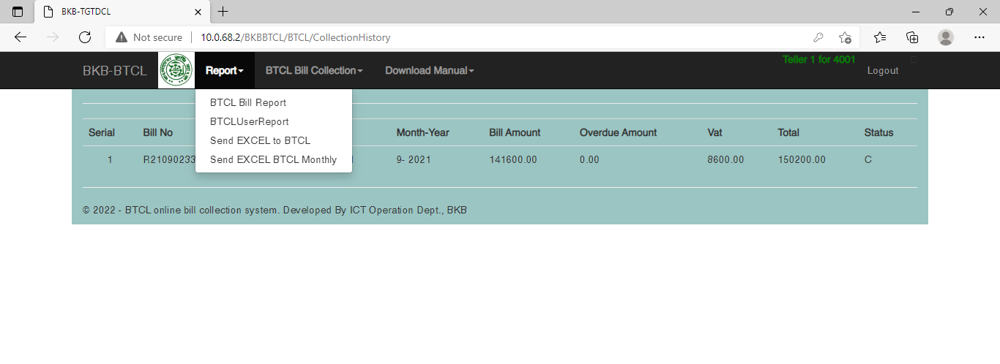 BKB-TGTDCL
Not secure 10.0.68.2/BKBBTCL/BTCL/CollectionHistory
BKB-BTCL Report BTCL Bill Collection Download Manual Teller 1 for 4001 Logout
BTCL Bill Report
BTCLUserReport
Send EXCEL to BTCL
Send EXCEL BTCL Monthly
Serial Bill No Month-Year Bill Amount Overdue Amount Vat Total Status
1 R21090233 9- 2021 141600.00 0.00 8600.00 150200.00 C
© 2022 - BTCL online bill collection system. Developed By ICT Operation Dept., BKB